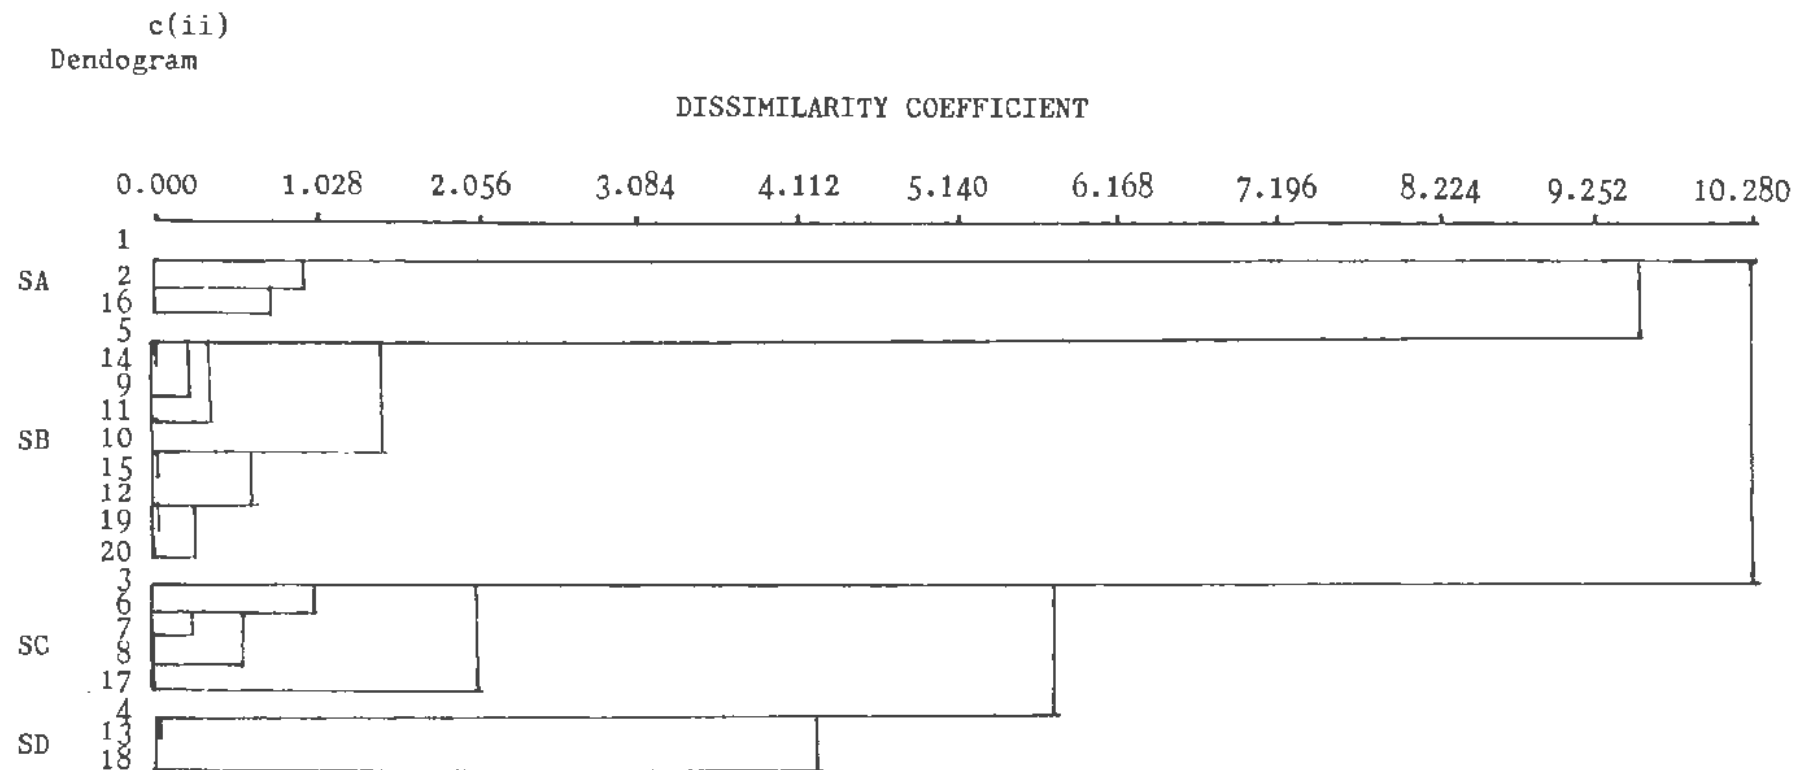 c(ii)
Dendogram
DISSIMILARITY COEFFICIENT
0.000 1.028 2.056 3.084 4.112 5.140 6.168 7.196 8.224 9.252 10.280
1
SA 2
16
5
14
9
11
SB 10
15
12
19
20
3
6
7
SC 8
17
4
13
SD 18